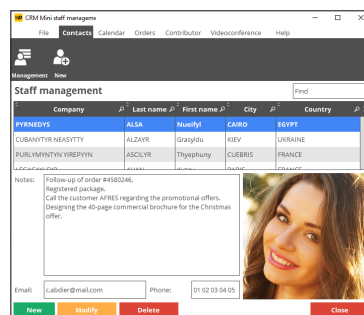 CRM Mini staff manageme
File Contacts Calendar Orders Contributor Videoconference Help
Management New
Staff management Find
Company Last name First name City Country
PYRNEDYS ALSA Nueifyl CAIRO EGYPT
CUBANYTYR NEASYTTY ALZAYR Grasyldu KIEV UKRAINE
PURLYMYNTYN YIREPYYN ASCILYR Thyephuny CUEBRIS FRANCE
Notes: Follow-up of order #4580246.
Registered package.
Call the customer AFRES regarding the promotional offers.
Designing the 40-page commercial brochure for the Christmas
offer.
Email: c.abdier@mail.com Phone: 01 02 03 04 05
New Modify Delete Close